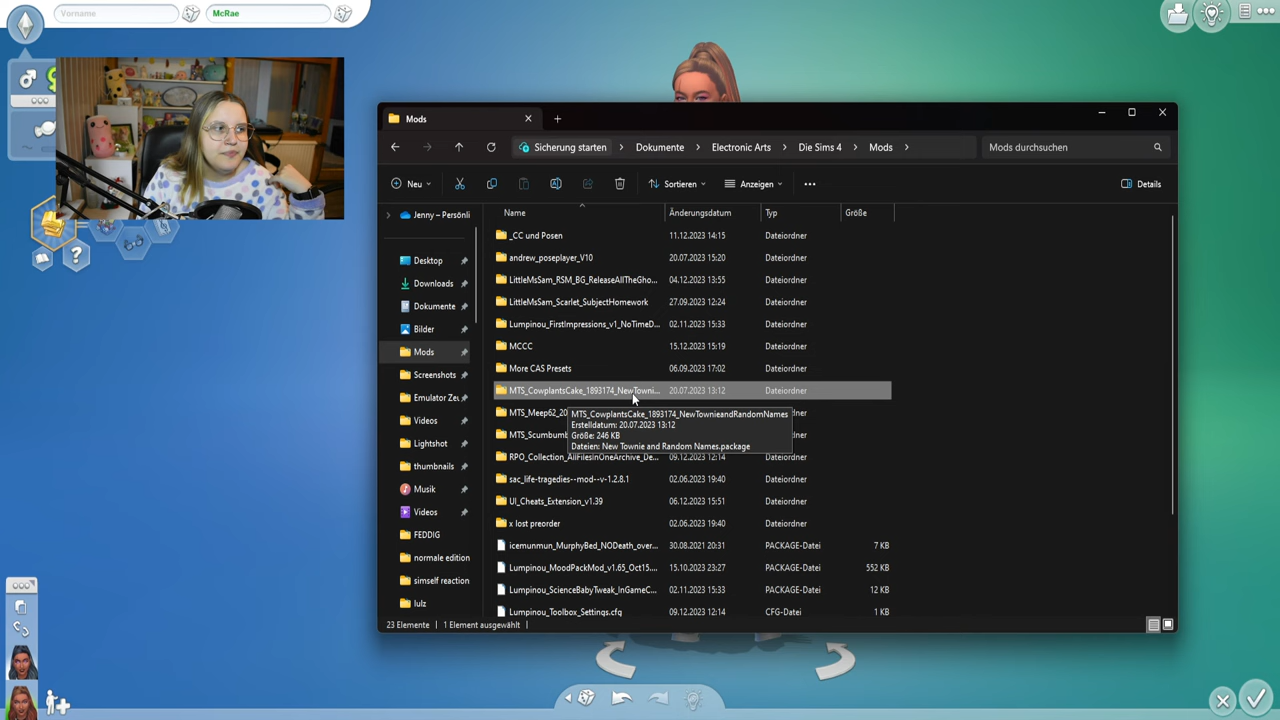 Vorname
McRae
Mods
Sicherung starten > Dokumente > Electronic Arts > Die Sims 4 > Mods >
Mods durchsuchen
Neu
Sortieren
Anzeigen
Details
Name Änderungsdatum Typ Größe
Jenny – Persönli
Desktop
Downloads
Dokumente
Bilder
Mods
Screenshots
Emulator Zeu
Videos
Lightshot
thumbnails
Musik
Videos
FEDDIG
normale edition
simself reaction
lulz
_CC und Posen 11.12.2023 14:15 Dateiordner
andrew_poseplayer_V10 20.07.2023 15:20 Dateiordner
LittleMsSam_RSM_BG_ReleaseAllTheGho... 04.12.2023 13:55 Dateiordner
LittleMsSam_Scarlet_SubjectHomework 27.09.2023 12:24 Dateiordner
Lumpinou_FirstImpressions_v1_NoTimeD... 02.11.2023 15:33 Dateiordner
MCCC 15.12.2023 15:19 Dateiordner
More CAS Presets 06.09.2023 17:02 Dateiordner
MTS_CowplantsCake_1893174_NewTowni... 20.07.2023 13:12 Dateiordner
MTS_Meep62_20
MTS_CowplantsCake_1893174_NewTownieandRandomNames
Erstelldatum: 20.07.2023 13:12
Größe: 246 KB
Dateien: New Townie and Random Names.package
MTS_Scumbumb Dateiordner
RPO_Collection_AllFilesInOneArchive_De... 09.12.2023 12:14 Dateiordner
sac_life-tragedies--mod--v-1.2.8.1 02.06.2023 19:40 Dateiordner
UI_Cheats_Extension_v1.39 06.12.2023 15:51 Dateiordner
x lost preorder 02.06.2023 19:40 Dateiordner
icemunmun_MurphyBed_NODeath_over... 30.08.2021 20:31 PACKAGE-Datei 7 KB
Lumpinou_MoodPackMod_v1.65_Oct15... 15.10.2023 23:27 PACKAGE-Datei 552 KB
Lumpinou_ScienceBabyTweak_InGameC... 02.11.2023 15:33 PACKAGE-Datei 12 KB
Lumpinou_Toolbox_Settings.cfg 09.12.2023 12:14 CFG-Datei 1 KB
23 Elemente
1 Element ausgewählt